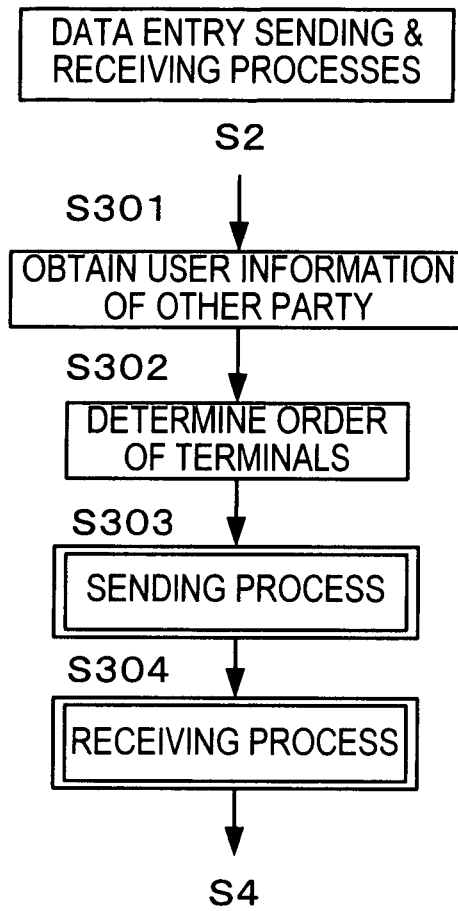 DATA ENTRY SENDING &
RECEIVING PROCESSES
S2
S301
OBTAIN USER INFORMATION
OF OTHER PARTY
S302
DETERMINE ORDER
OF TERMINALS
S303
SENDING PROCESS
S304
RECEIVING PROCESS
S4